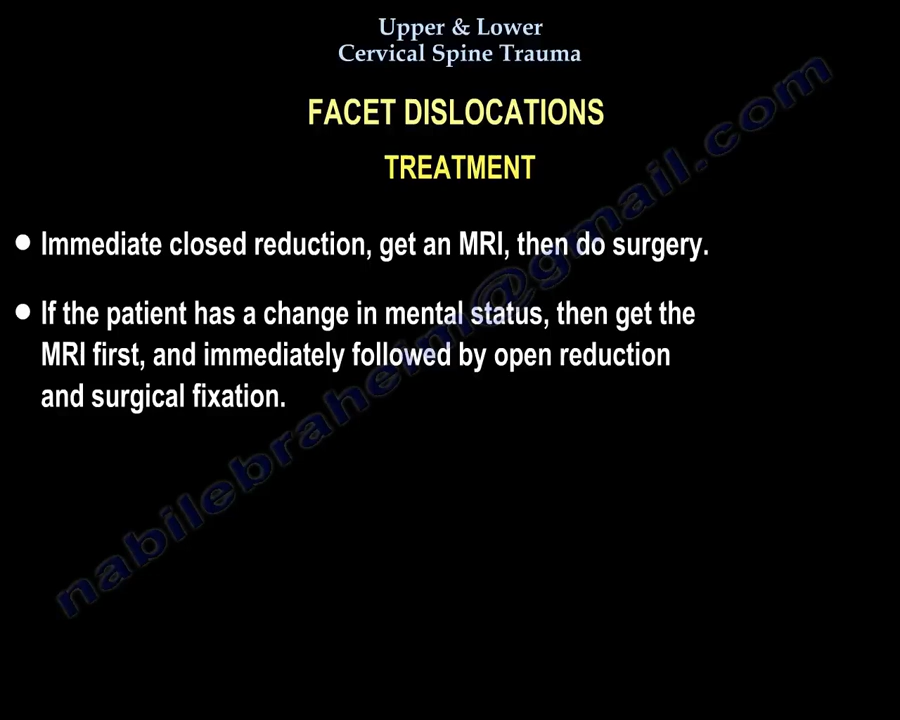 Upper & Lower
Cervical Spine Trauma
FACET DISLOCATIONS
TREATMENT
• Immediate closed reduction, get an MRI, then do surgery.
• If the patient has a change in mental status, then get the
MRI first, and immediately followed by open reduction
and surgical fixation.
nabilebraheim@gmail.com